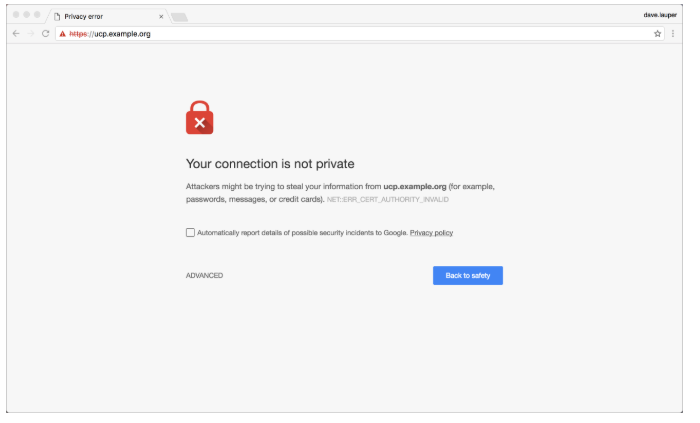 Privacy error
dave.lauper
https://ucp.example.org
Your connection is not private
Attackers might be trying to steal your information from ucp.example.org (for example,
passwords, messages, or credit cards). NET::ERR_CERT_AUTHORITY_INVALID
Automatically report details of possible security incidents to Google. Privacy policy
ADVANCED
Back to safety